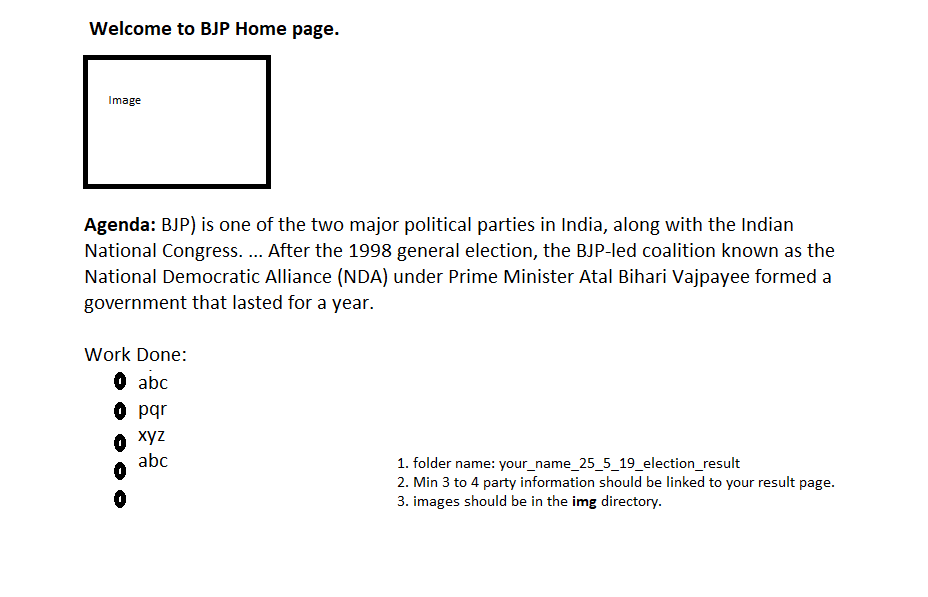 Welcome to BJP Home page.
Image
Agenda: BJP) is one of the two major political parties in India, along with the Indian
National Congress. ... After the 1998 general election, the BJP-led coalition known as the
National Democratic Alliance (NDA) under Prime Minister Atal Bihari Vajpayee formed a
government that lasted for a year.
Work Done:
abc
pqr
xyz
abc
1. folder name: your_name_25_5_19_election_result
2. Min 3 to 4 party information should be linked to your result page.
3. images should be in the img directory.